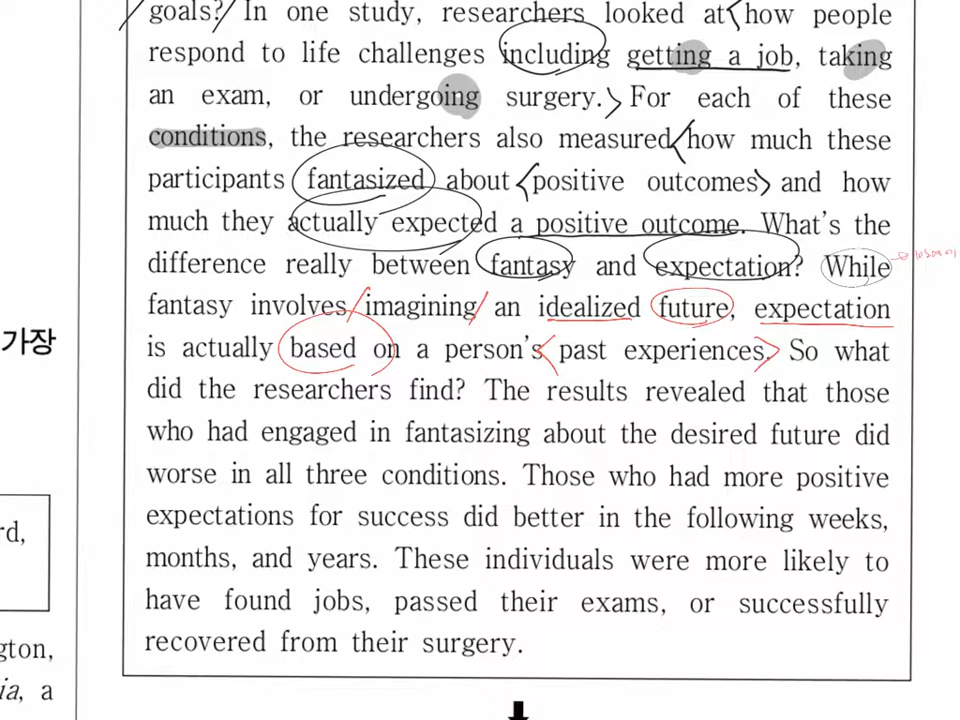 goals? In one study, researchers looked at how people
respond to life challenges including getting a job, taking
an exam, or undergoing surgery. For each of these
conditions, the researchers also measured how much these
participants fantasized about positive outcomes and how
much they actually expected a positive outcome. What's the
difference really between fantasy and expectation? While
fantasy involves imagining an idealized future, expectation
is actually based on a person's past experiences. So what
did the researchers find? The results revealed that those
who had engaged in fantasizing about the desired future did
worse in all three conditions. Those who had more positive
expectations for success did better in the following weeks,
months, and years. These individuals were more likely to
have found jobs, passed their exams, or successfully
recovered from their surgery.
가장
rd,
gton,
ia, a